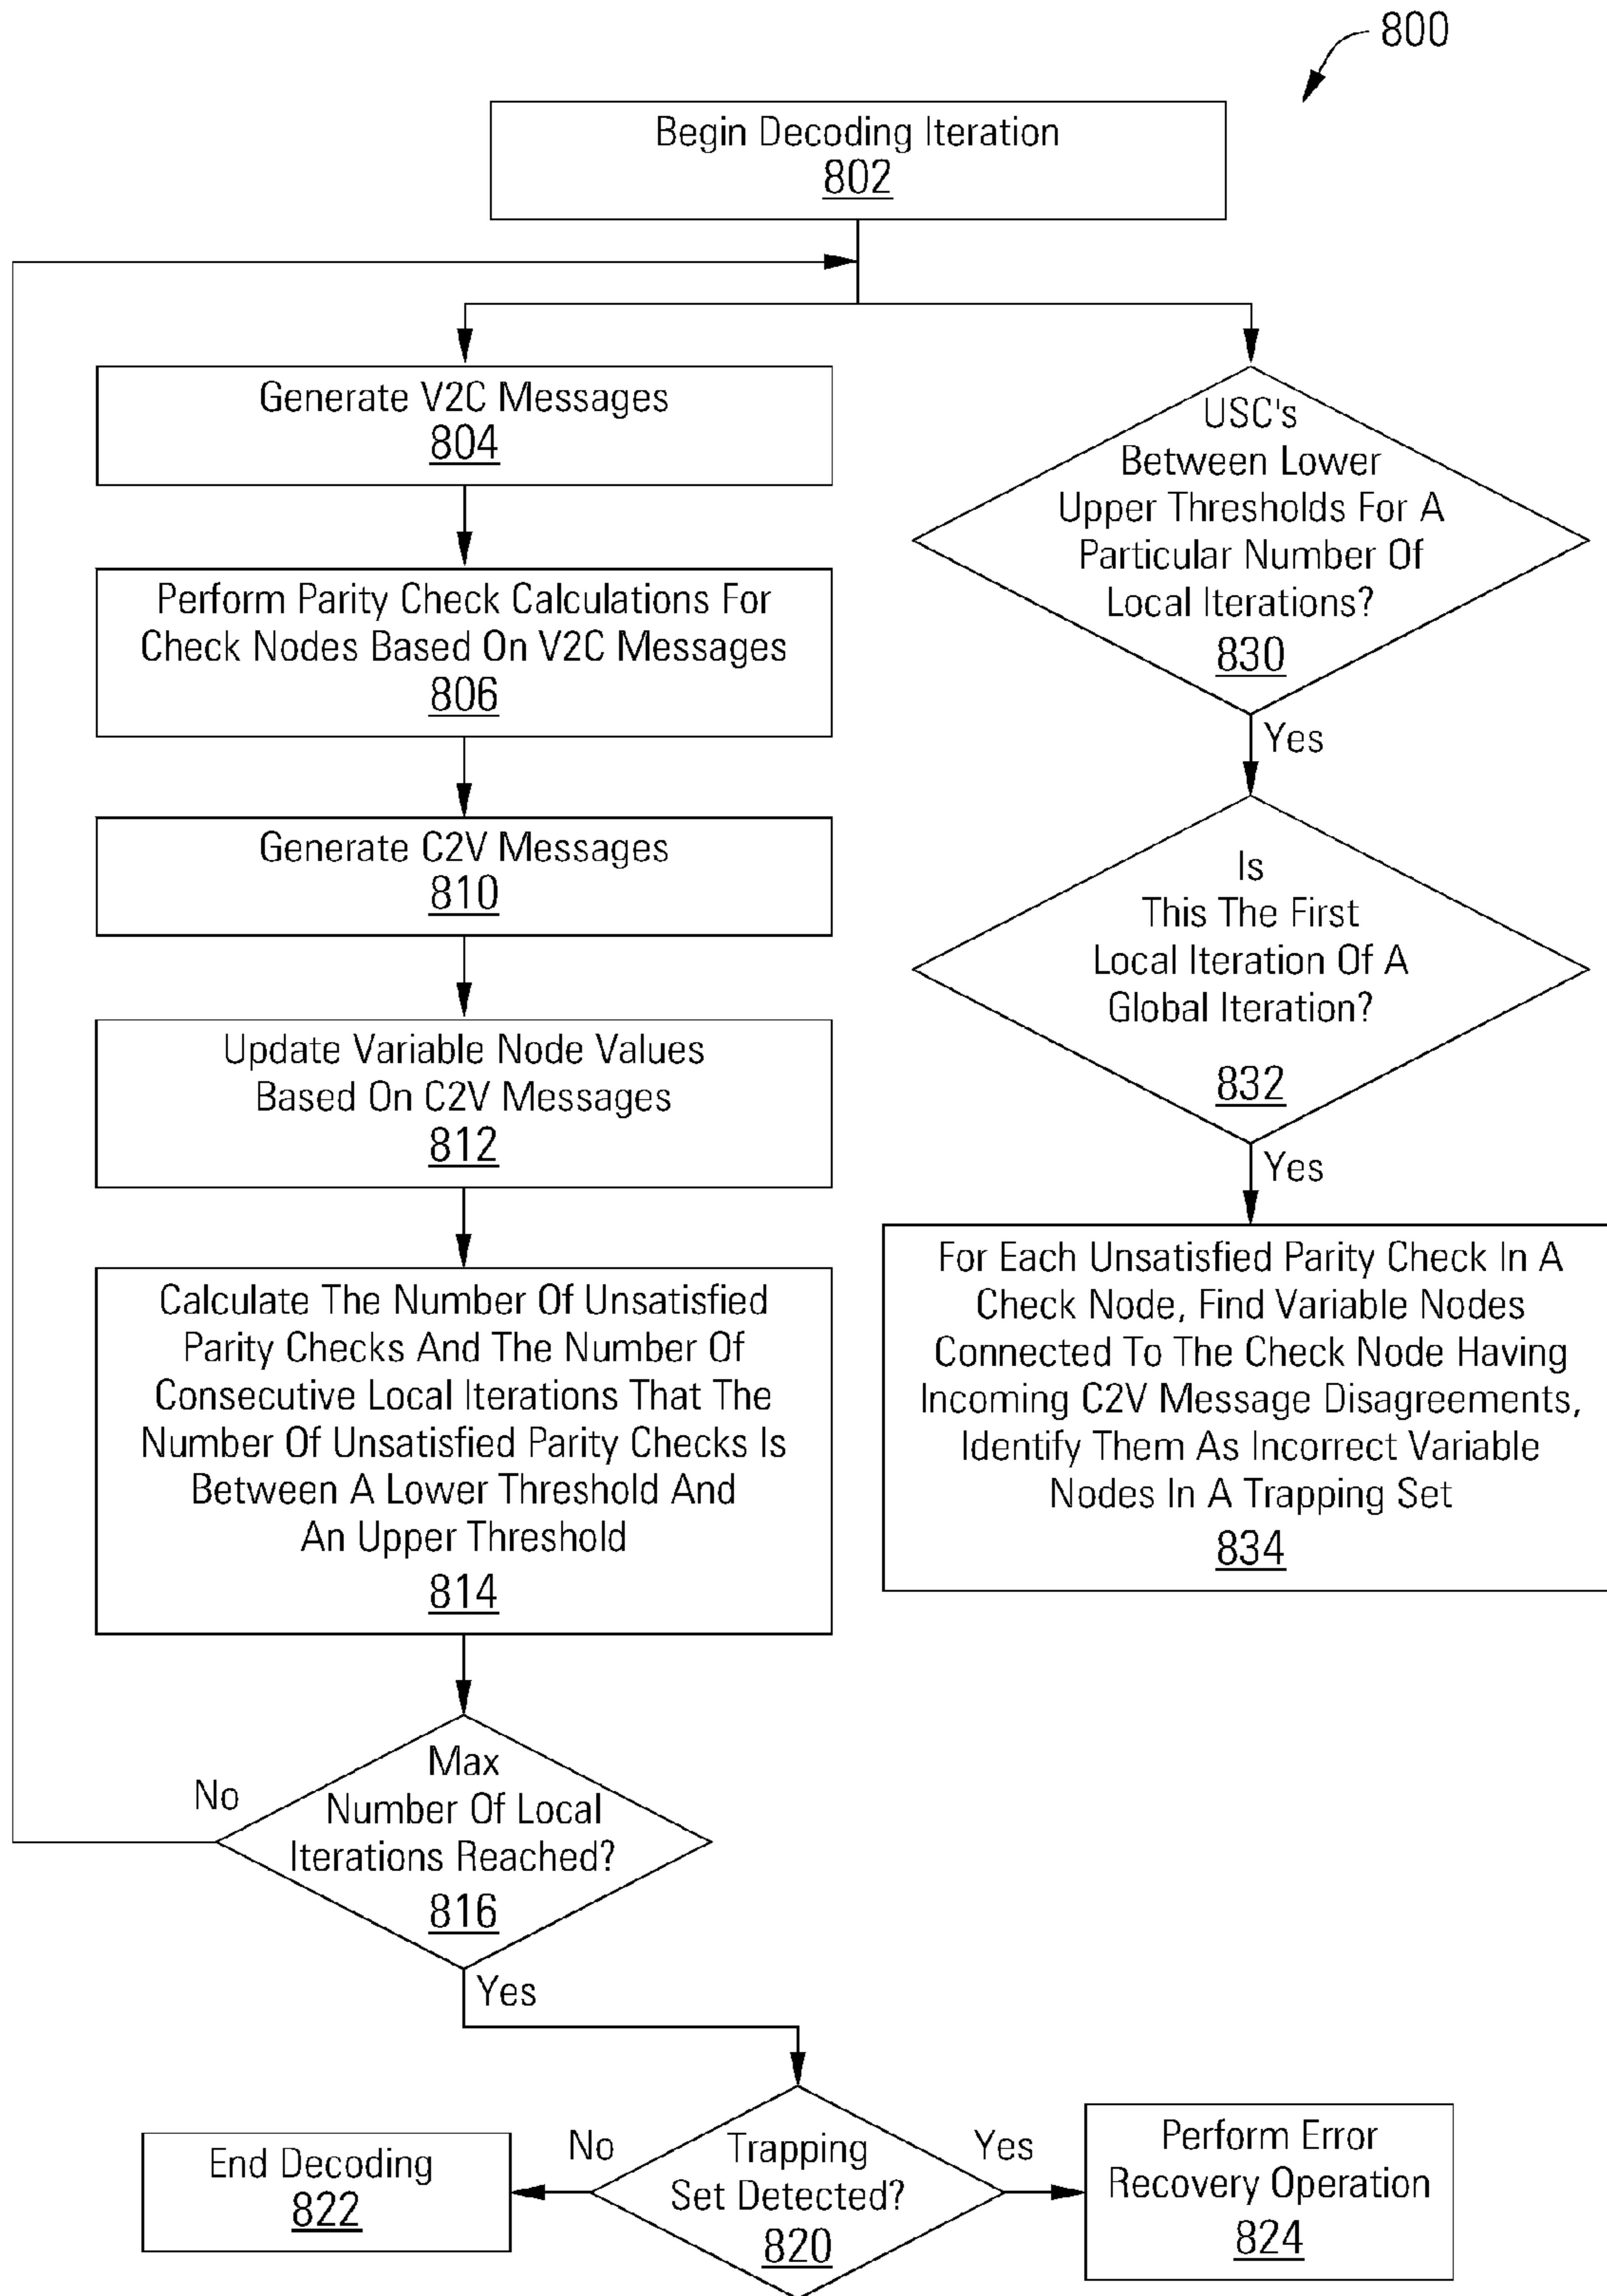 800
Begin Decoding Iteration
802
Generate V2C Messages
804
Perform Parity Check Calculations For
Check Nodes Based On V2C Messages
806
Generate C2V Messages
810
Update Variable Node Values
Based On C2V Messages
812
Calculate The Number Of Unsatisfied
Parity Checks And The Number Of
Consecutive Local Iterations That The
Number Of Unsatisfied Parity Checks Is
Between A Lower Threshold And
An Upper Threshold
814
Max
Number Of Local
Iterations Reached?
816
No
Yes
USC's
Between Lower
Upper Thresholds For A
Particular Number Of
Local Iterations?
830
Yes
Is
This The First
Local Iteration Of A
Global Iteration?
832
Yes
For Each Unsatisfied Parity Check In A
Check Node, Find Variable Nodes
Connected To The Check Node Having
Incoming C2V Message Disagreements,
Identify Them As Incorrect Variable
Nodes In A Trapping Set
834
Trapping
Set Detected?
820
No
Yes
End Decoding
822
Perform Error
Recovery Operation
824